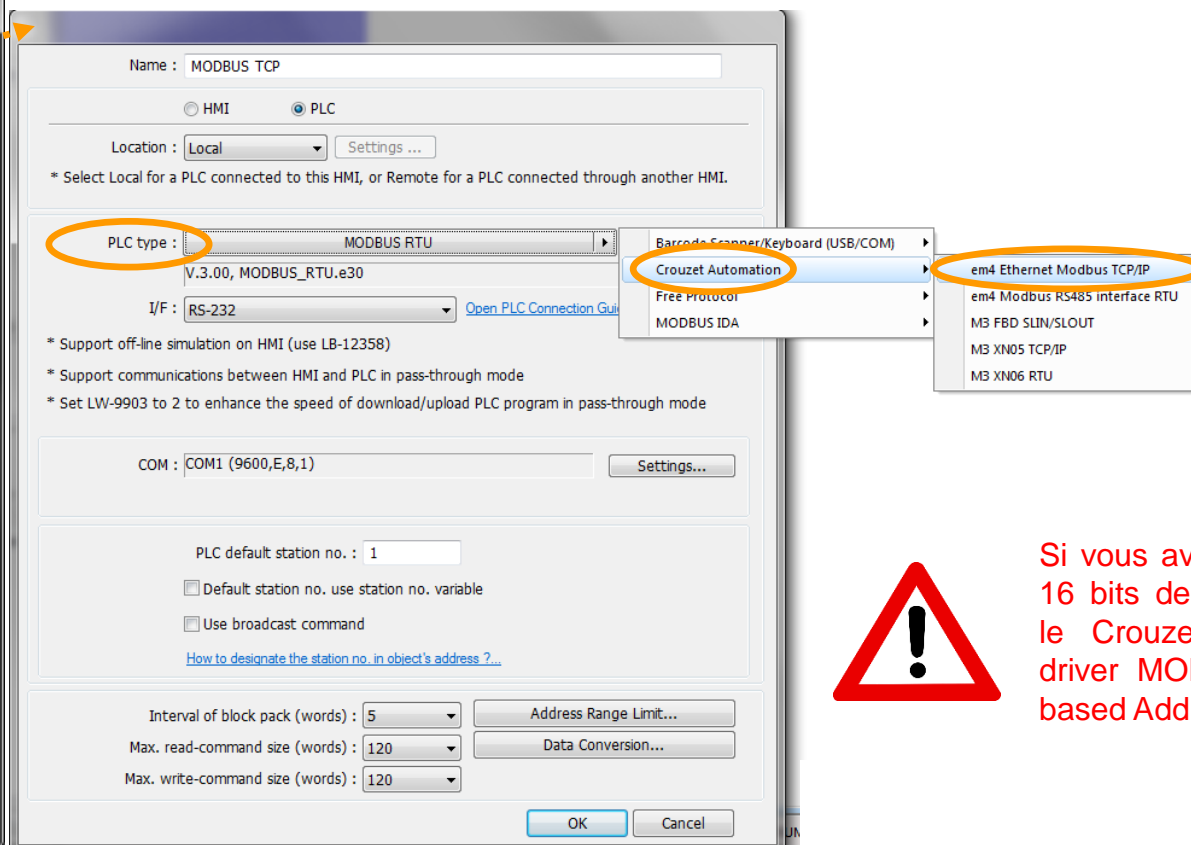 Name : MODBUS TCP
HMI PLC
Location : Local Settings ...
* Select Local for a PLC connected to this HMI, or Remote for a PLC connected through another HMI.
PLC type : MODBUS RTU
V.3.00, MODBUS_RTU.e30
I/F : RS-232 Open PLC Connection Gui
* Support off-line simulation on HMI (use LB-12358)
* Support communications between HMI and PLC in pass-through mode
* Set LW-9903 to 2 to enhance the speed of download/upload PLC program in pass-through mode
COM : COM1 (9600,E,8,1) Settings...
PLC default station no. : 1
Default station no. use station no. variable
Use broadcast command
How to designate the station no. in object's address ?...
Interval of block pack (words) : 5 Address Range Limit...
Max. read-command size (words) : 120 Data Conversion...
Max. write-command size (words) : 120
OK Cancel
Barcode Scanner/Keyboard (USB/COM)
Crouzet Automation
Free Protocol
MODBUS IDA
em4 Ethernet Modbus TCP/IP
em4 Modbus RS485 interface RTU
M3 FBD SLIN/SLOUT
M3 XN05 TCP/IP
M3 XN06 RTU
Si vous av
16 bits de
le Crouze
driver MO
based Add